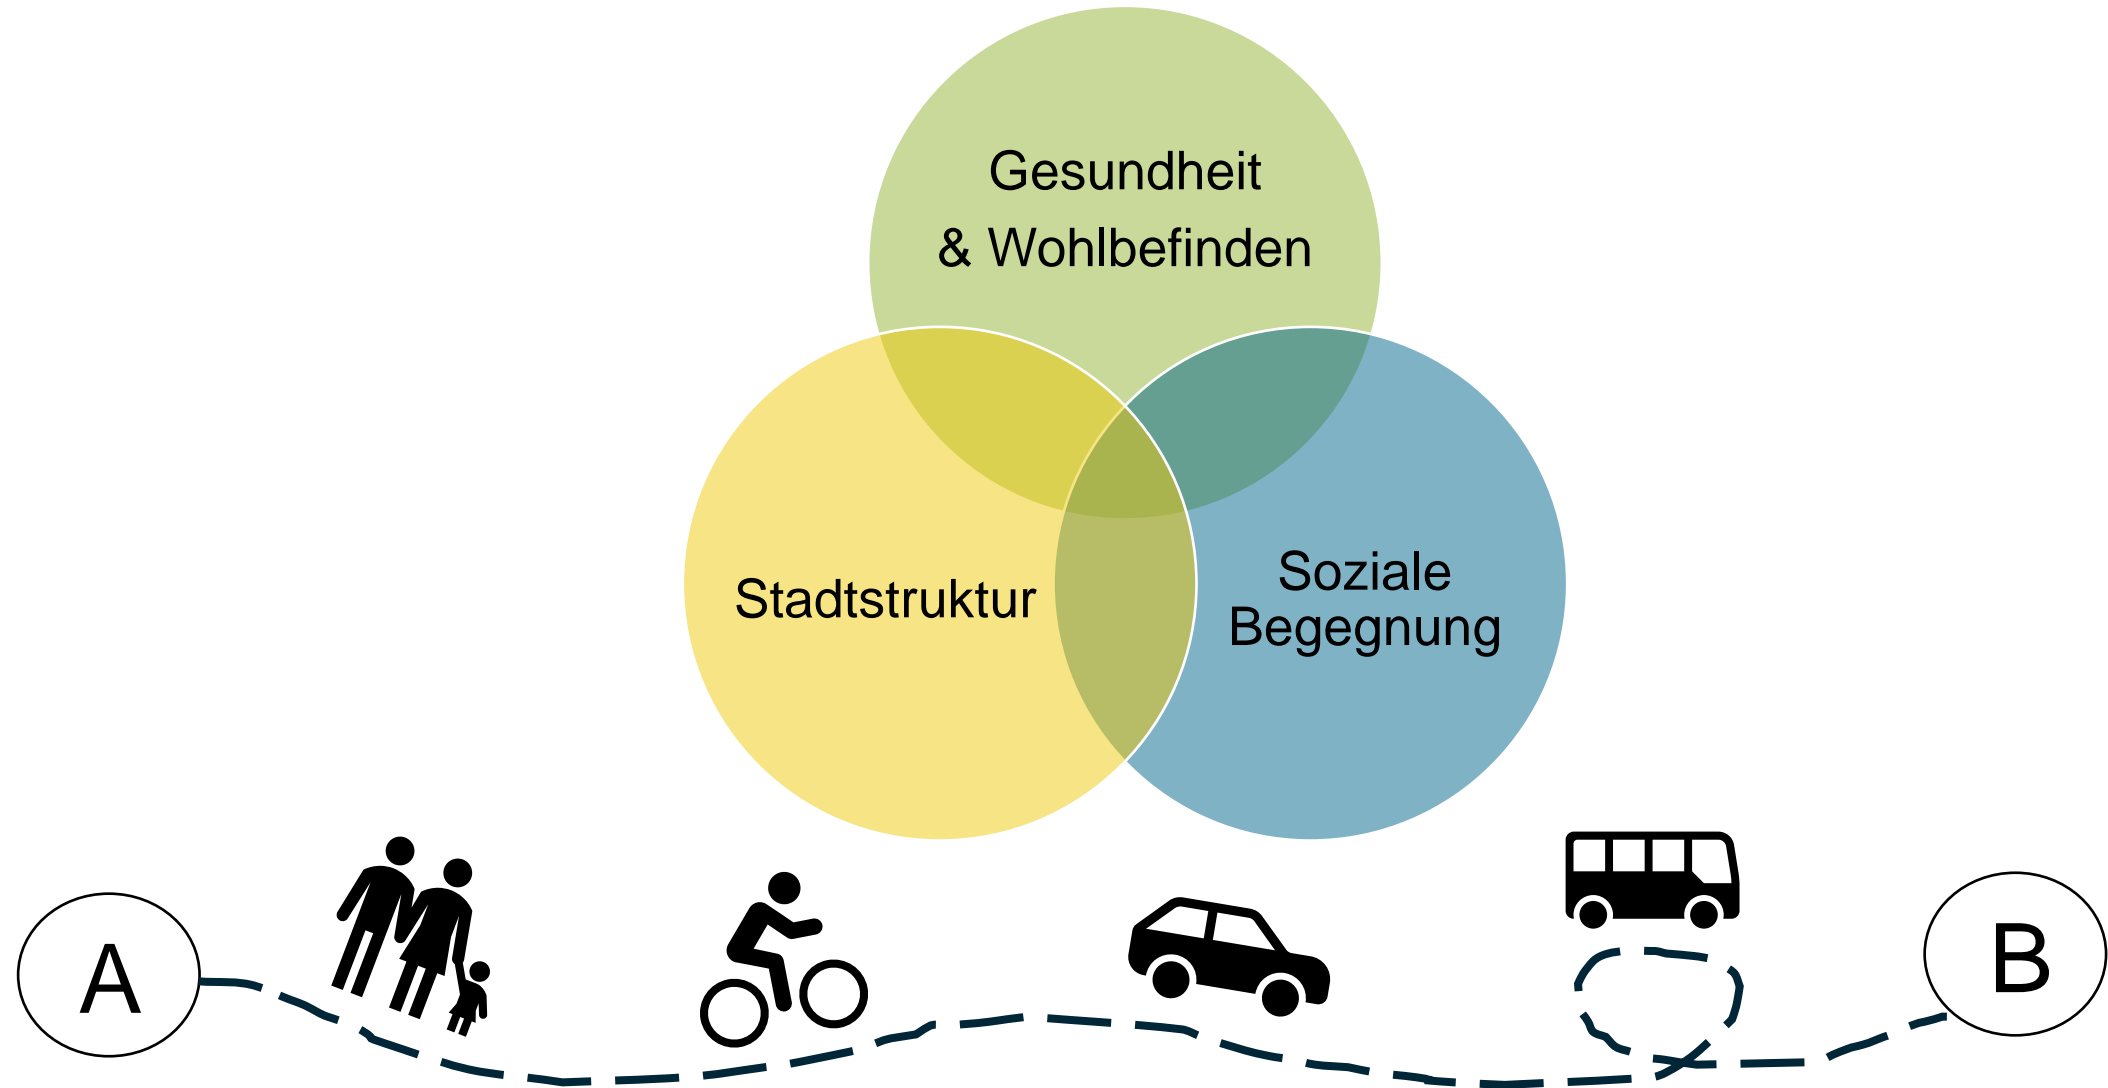 Gesundheit
& Wohlbefinden
Stadtstruktur
Soziale
Begegnung
A
B